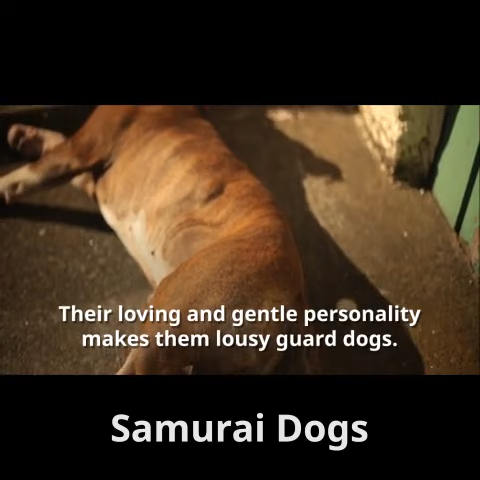 Their loving and gentle personality
makes them lousy guard dogs.
Samurai Dogs